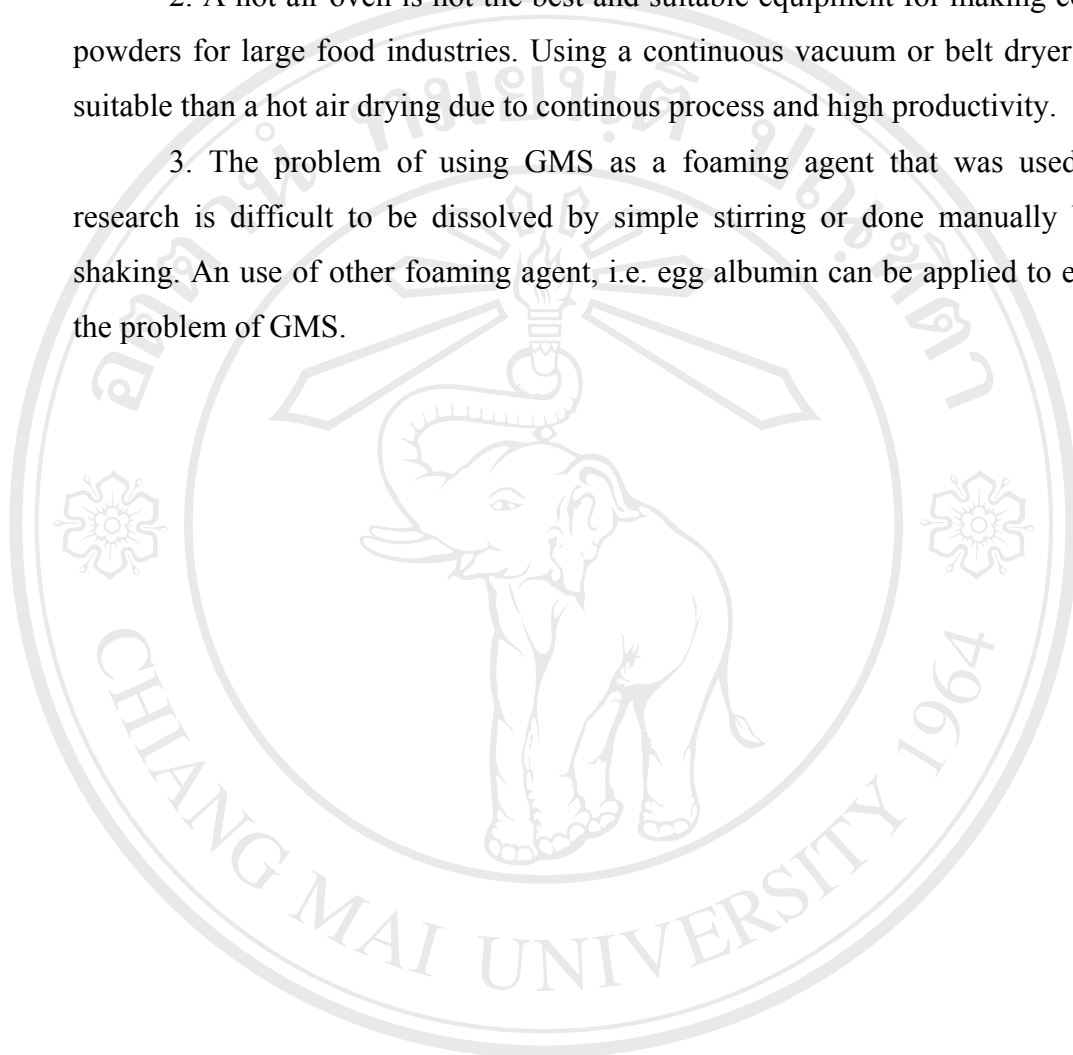 2. A hot air oven is not the best and suitable equipment for making
powders for large food industries. Using a continuous vacuum or belt dryer
suitable than a hot air drying due to continous process and high productivity.
3. The problem of using GMS as a foaming agent that was used
research is difficult to be dissolved by simple stirring or done manually
shaking. An use of other foaming agent, i.e. egg albumin can be applied to
the problem of GMS.
CHIANG MAI UNIVERSITY 1964